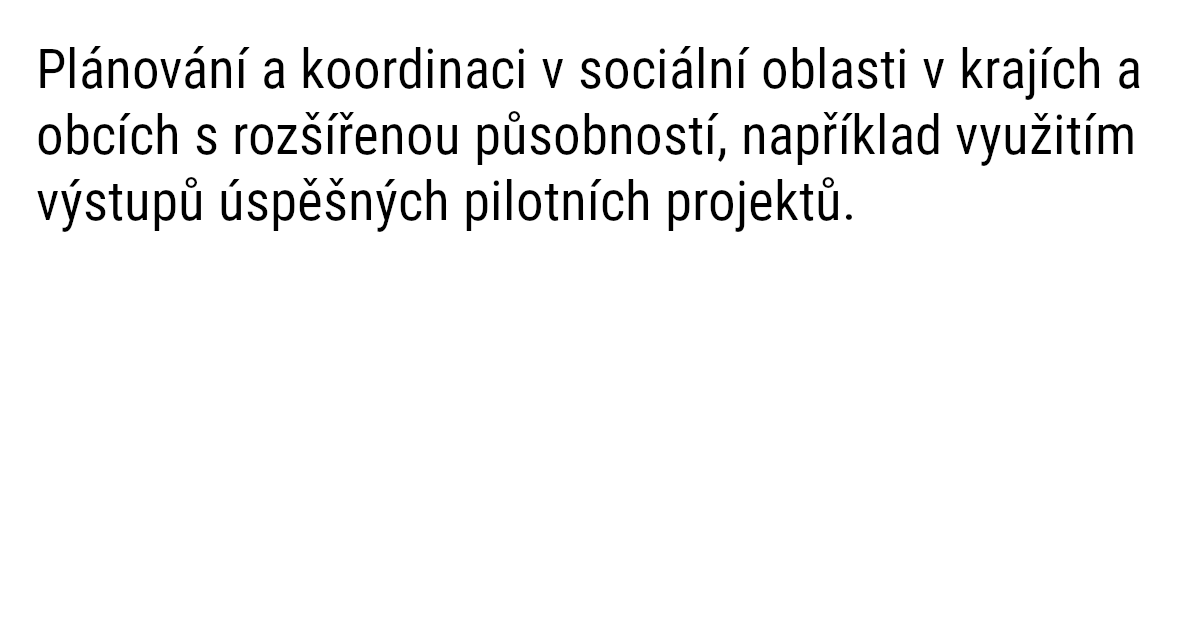 Plánování a koordinaci v sociální oblasti v krajích a
obcích s rozšířenou působností, například využitím
výstupů úspěšných pilotních projektů.